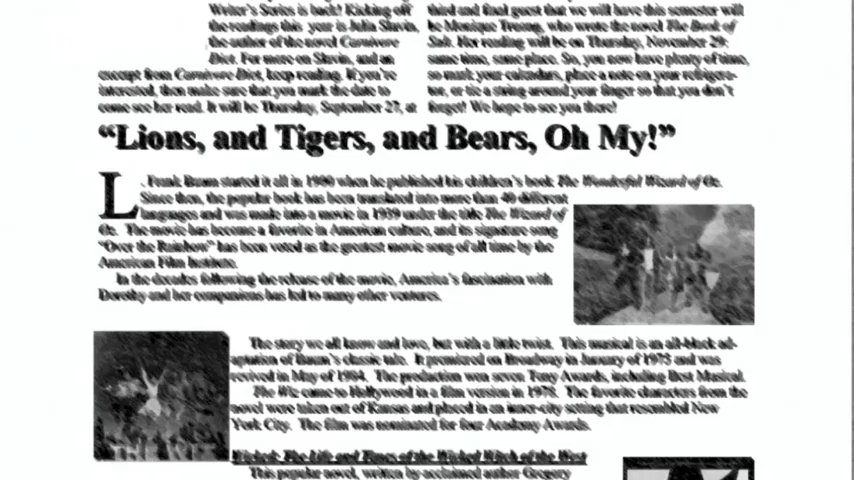 Writer's Series is back! Kicking off
the readings this year is Julia Slavin,
the author of the novel Carnivore
Diet. For more on Slavin, and an
excerpt from Carnivore Diet, keep reading. If you're
interested, then make sure that you mark the date to
come see her read. It will be Thursday, September 27, at
third and final guest that we will have this semester will
be Monique Truong, who wrote the novel The Book of
Salt. Her reading will be on Thursday, November 29:
same time, same place. So, you now have plenty of time,
so mark your calendars, place a note on your refrigera-
tor, or tie a string around your finger so that you don't
forget! We hope to see you there!
"Lions, and Tigers, and Bears, Oh My!"
L. Frank Baum started it all in 1900 when he published his children's book The Wonderful Wizard of Oz.
Since then, the popular book has been translated into more than 40 different
languages and was made into a movie in 1939 under the title The Wizard of
Oz. The movie has become a favorite in American culture, and its signature song
"Over the Rainbow" has been voted as the greatest movie song of all time by the
American Film Institute.
In the decades following the release of the movie, America's fascination with
Dorothy and her companions has led to many other ventures.
The story we all know and love, but with a little twist. This musical is an all-black ad-
aptation of Baum's classic tale. It premiered on Broadway in January of 1975 and was
revived in May of 1984. The production won seven Tony Awards, including Best Musical.
The Wiz came to Hollywood in a film version in 1978. The favorite characters from the
novel were taken out of Kansas and placed in an inner-city setting that resembled New
York City. The film was nominated for four Academy Awards.
THE WIZ
Wicked: The Life and Times of the Wicked Witch of the West
This popular novel, written by acclaimed author Gregory